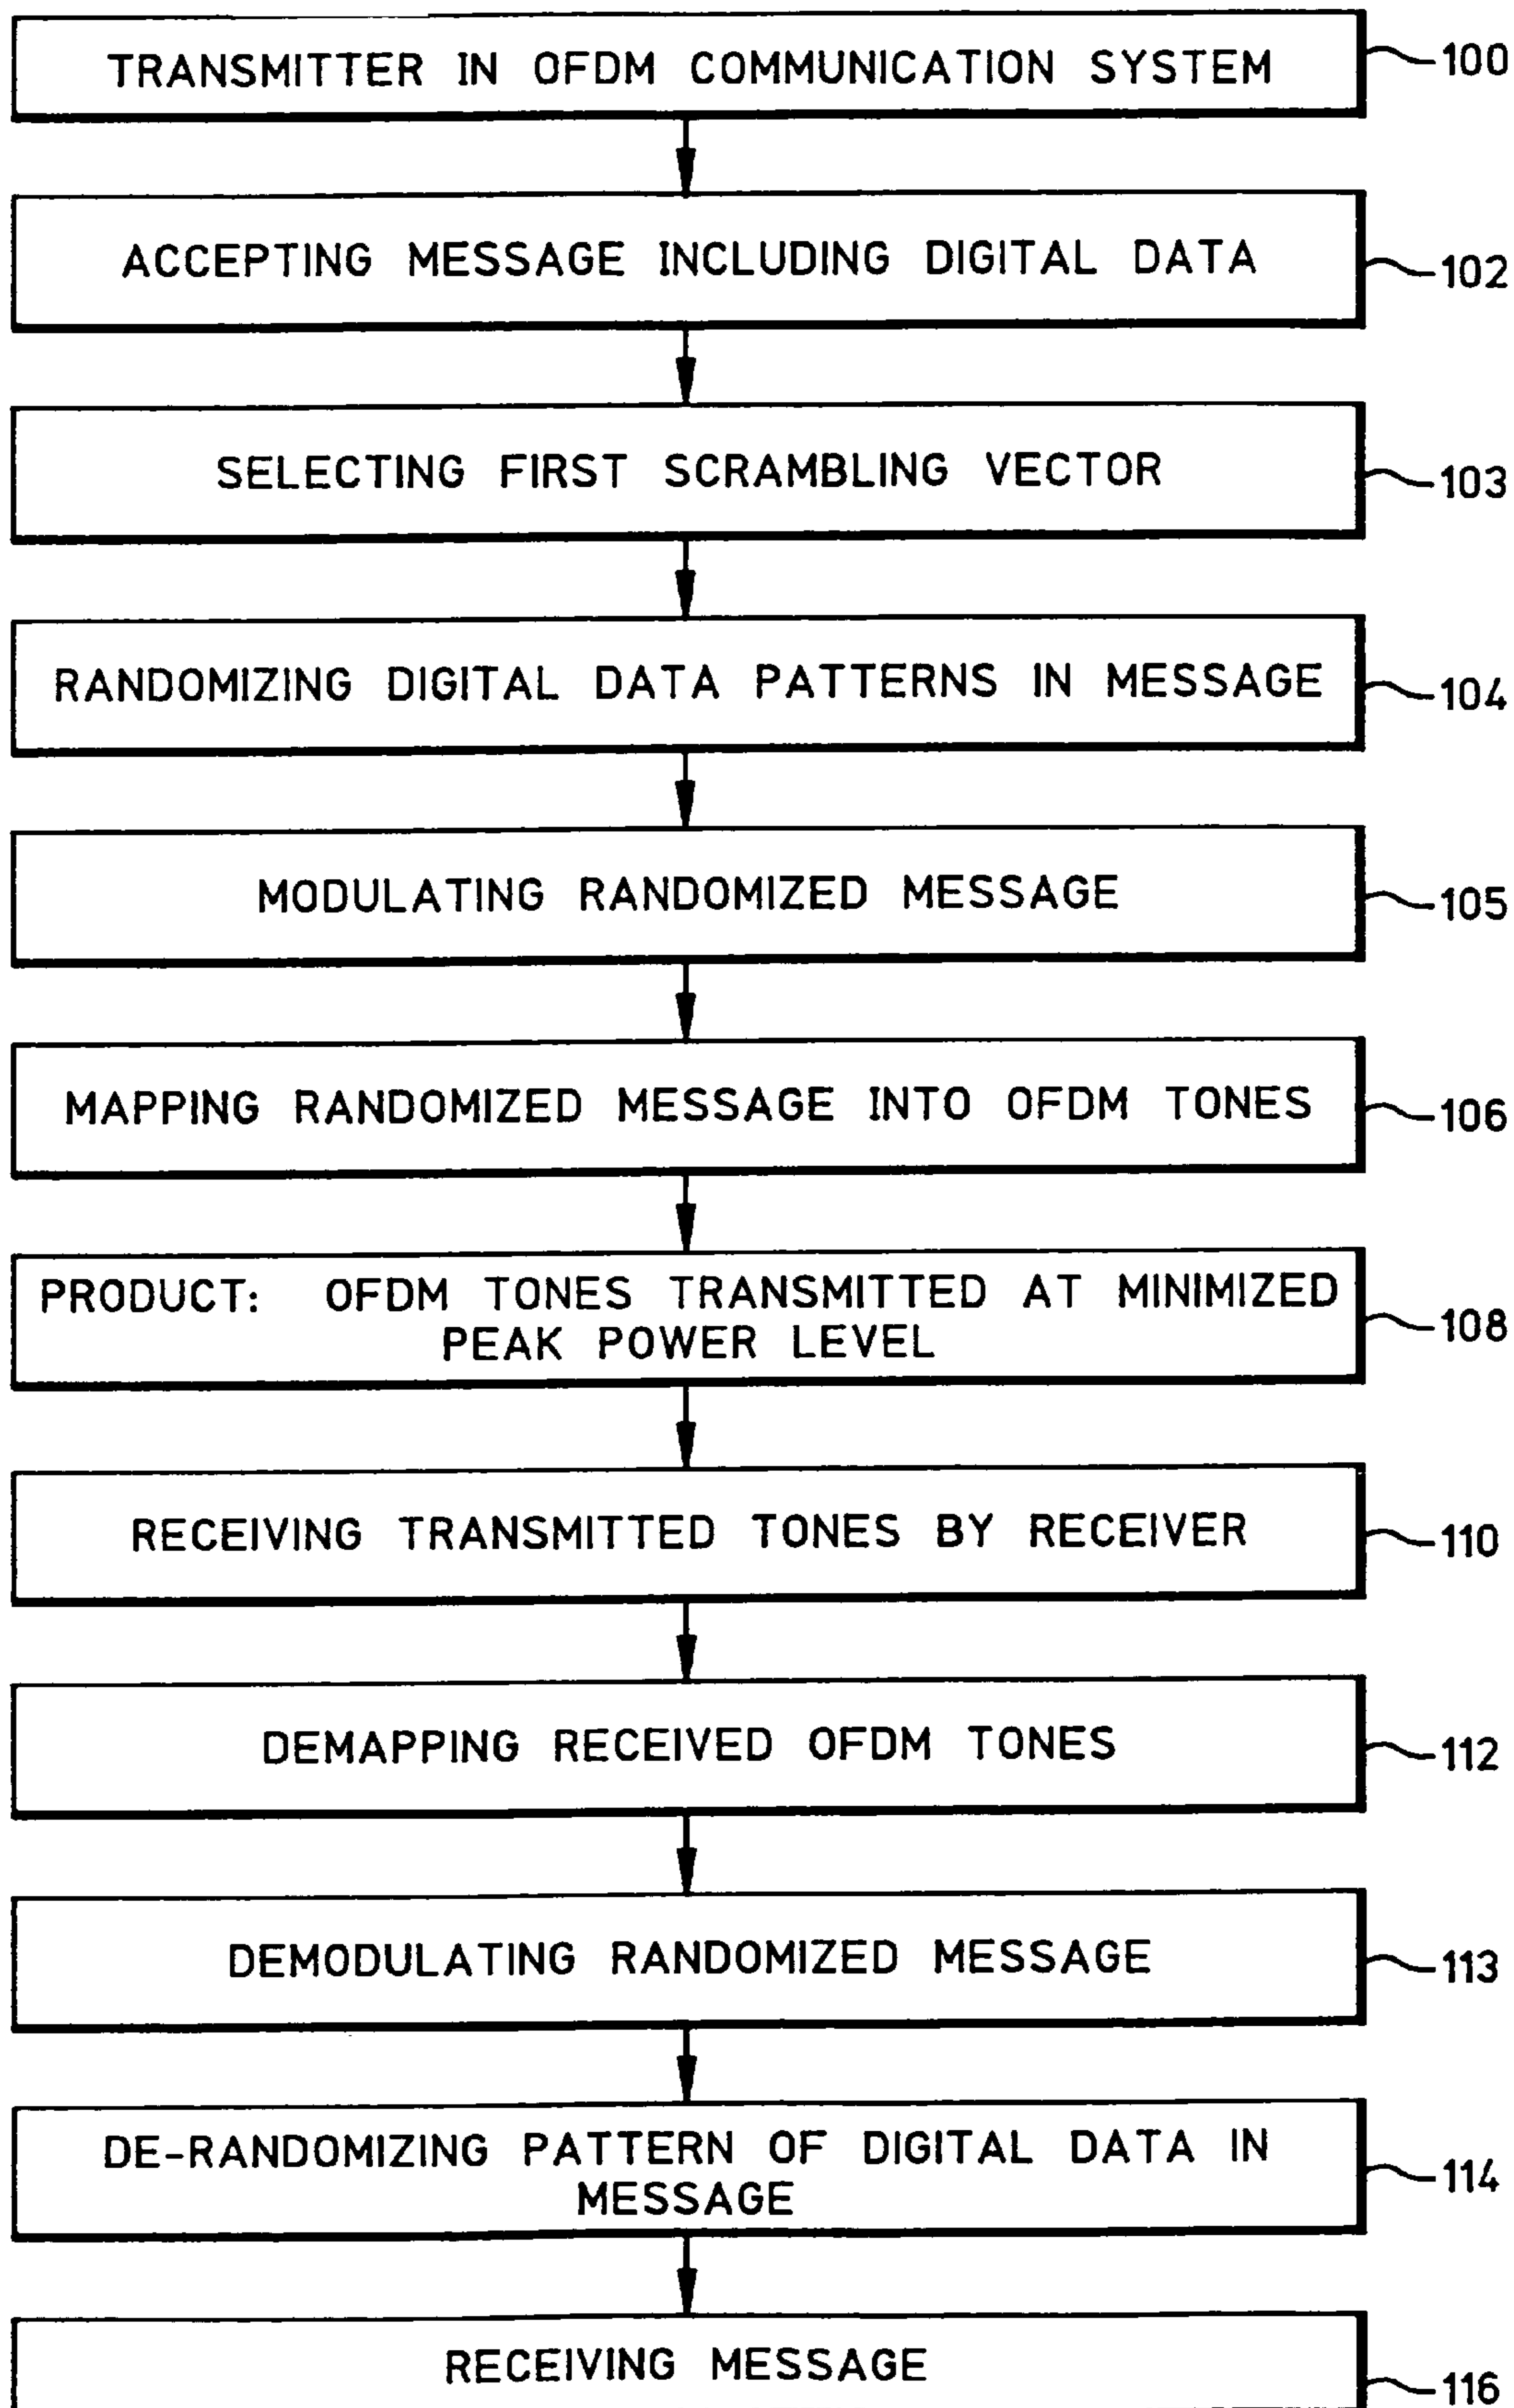 TRANSMITTER IN OFDM COMMUNICATION SYSTEM 100
ACCEPTING MESSAGE INCLUDING DIGITAL DATA 102
SELECTING FIRST SCRAMBLING VECTOR 103
RANDOMIZING DIGITAL DATA PATTERNS IN MESSAGE 104
MODULATING RANDOMIZED MESSAGE 105
MAPPING RANDOMIZED MESSAGE INTO OFDM TONES 106
PRODUCT: OFDM TONES TRANSMITTED AT MINIMIZED
PEAK POWER LEVEL 108
RECEIVING TRANSMITTED TONES BY RECEIVER 110
DEMAPPING RECEIVED OFDM TONES 112
DEMODULATING RANDOMIZED MESSAGE 113
DE-RANDOMIZING PATTERN OF DIGITAL DATA IN
MESSAGE 114
RECEIVING MESSAGE 116